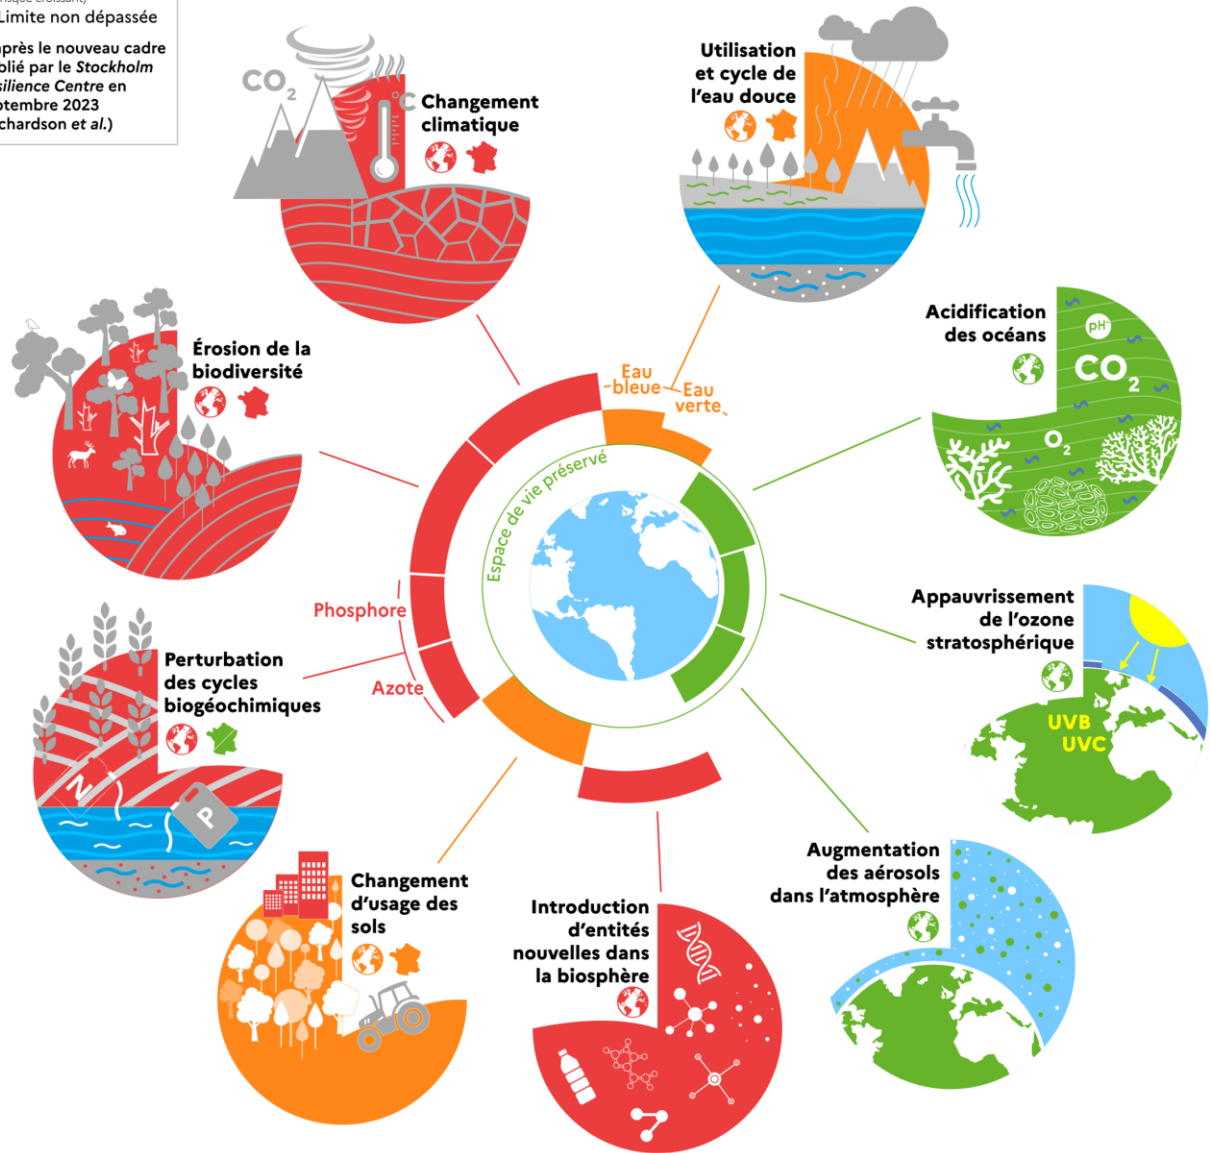 Limite non dépassée
après le nouveau cadre
blié par le Stockholm
silience Centre en
ptembre 2023
chardson et al.)
CO2
°C
Changement
climatique
Utilisation
et cycle de
l'eau douce
Acidification
des océans
pH-
CO2
O2
Érosion de la
biodiversité
Eau
bleue
Eau
verte
Espace de vie préservé
Phosphore
Azote
Appauvrissement
de l'ozone
stratosphérique
UVB
UVC
Perturbation
des cycles
biogéochimiques
N
P
Changement
d'usage des
sols
Introduction
d'entités
nouvelles dans
la biosphère
Augmentation
des aérosols
dans l'atmosphère